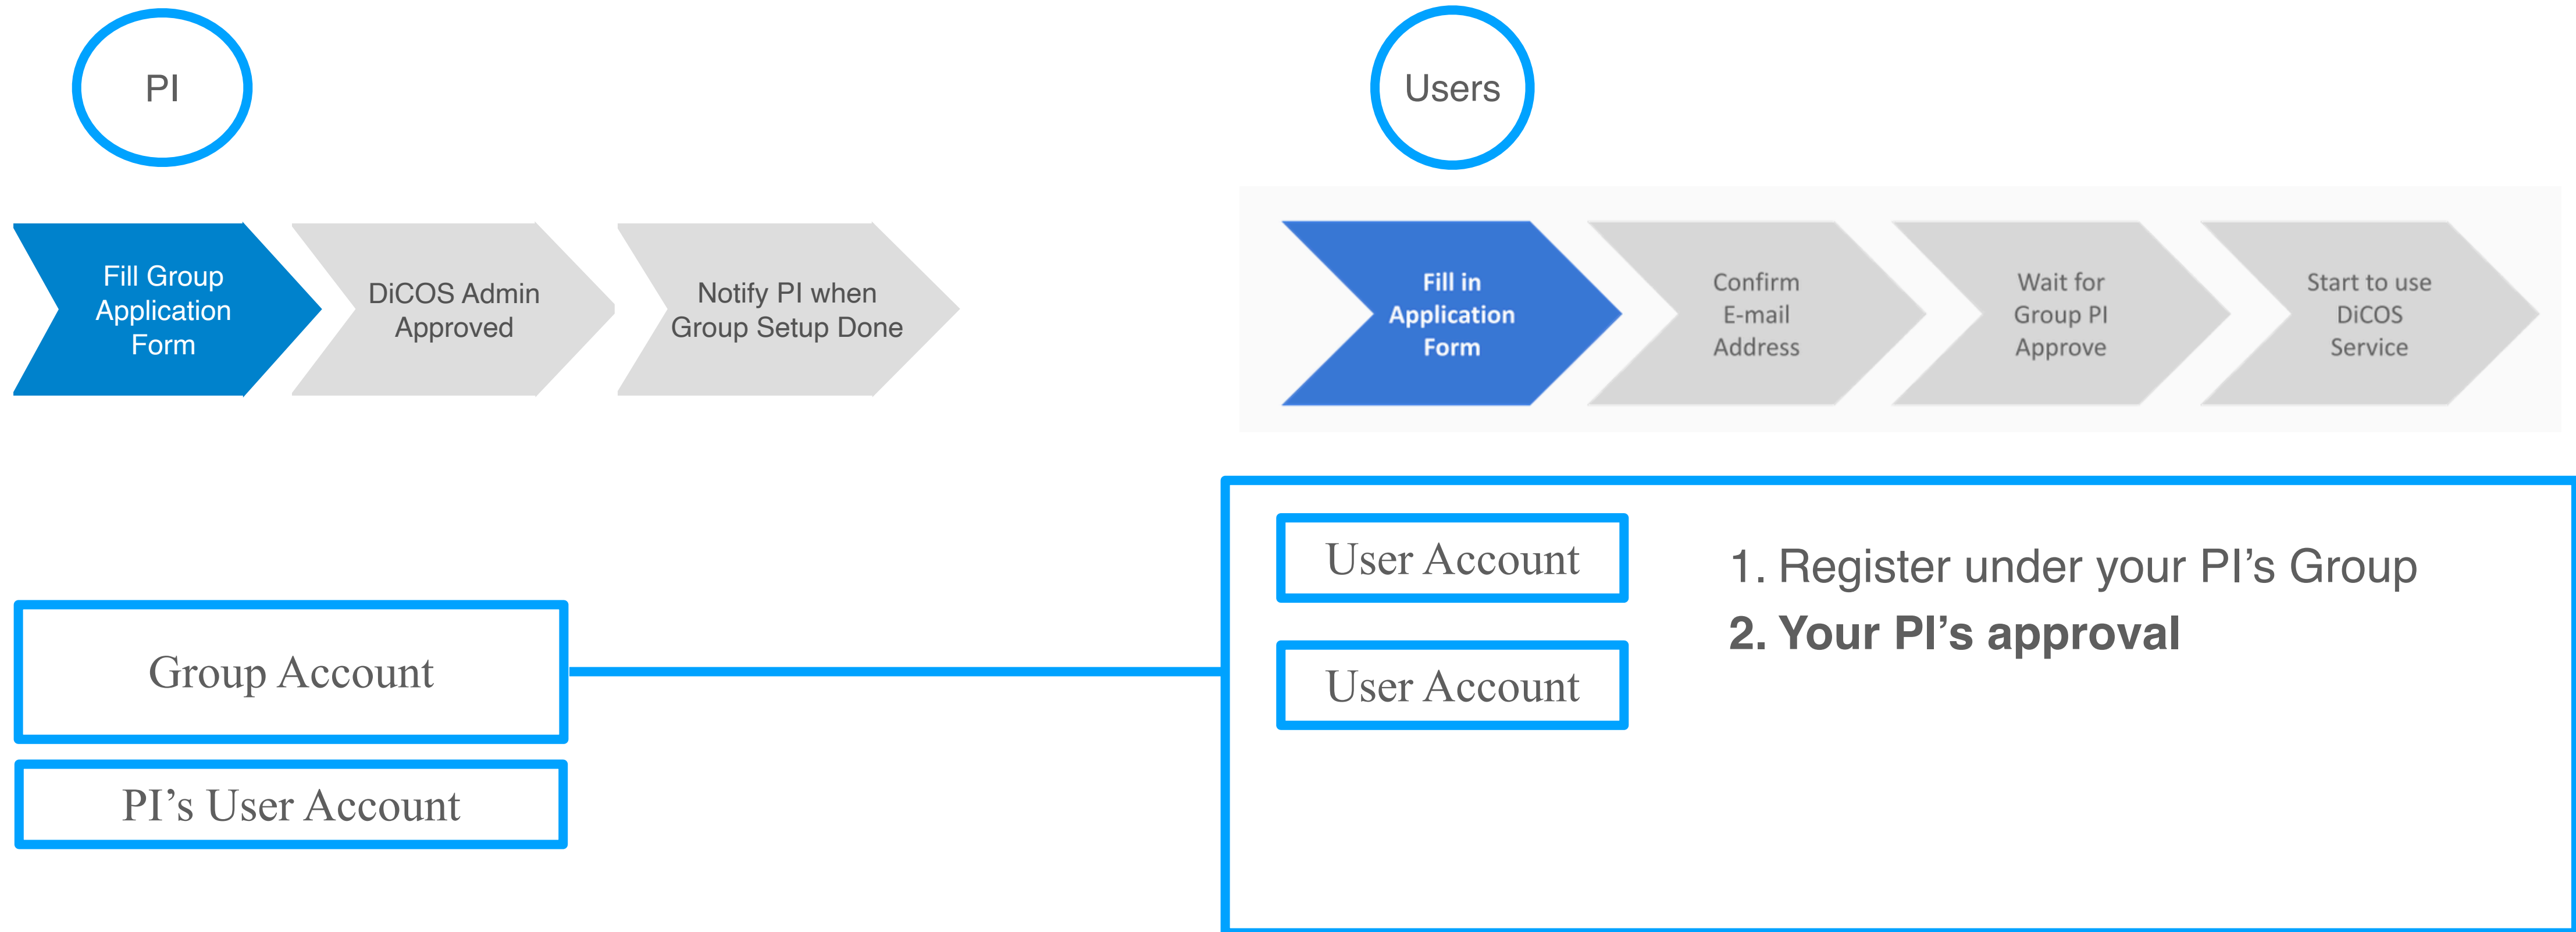 PI
Users
Fill Group
Application
Form
DiCOS Admin
Approved
Notify PI when
Group Setup Done
Fill in
Application
Form
Confirm
E-mail
Address
Wait for
Group PI
Approve
Start to use
DiCOS
Service
Group Account
PI’s User Account
User Account
User Account
1. Register under your PI’s Group
2. Your PI’s approval